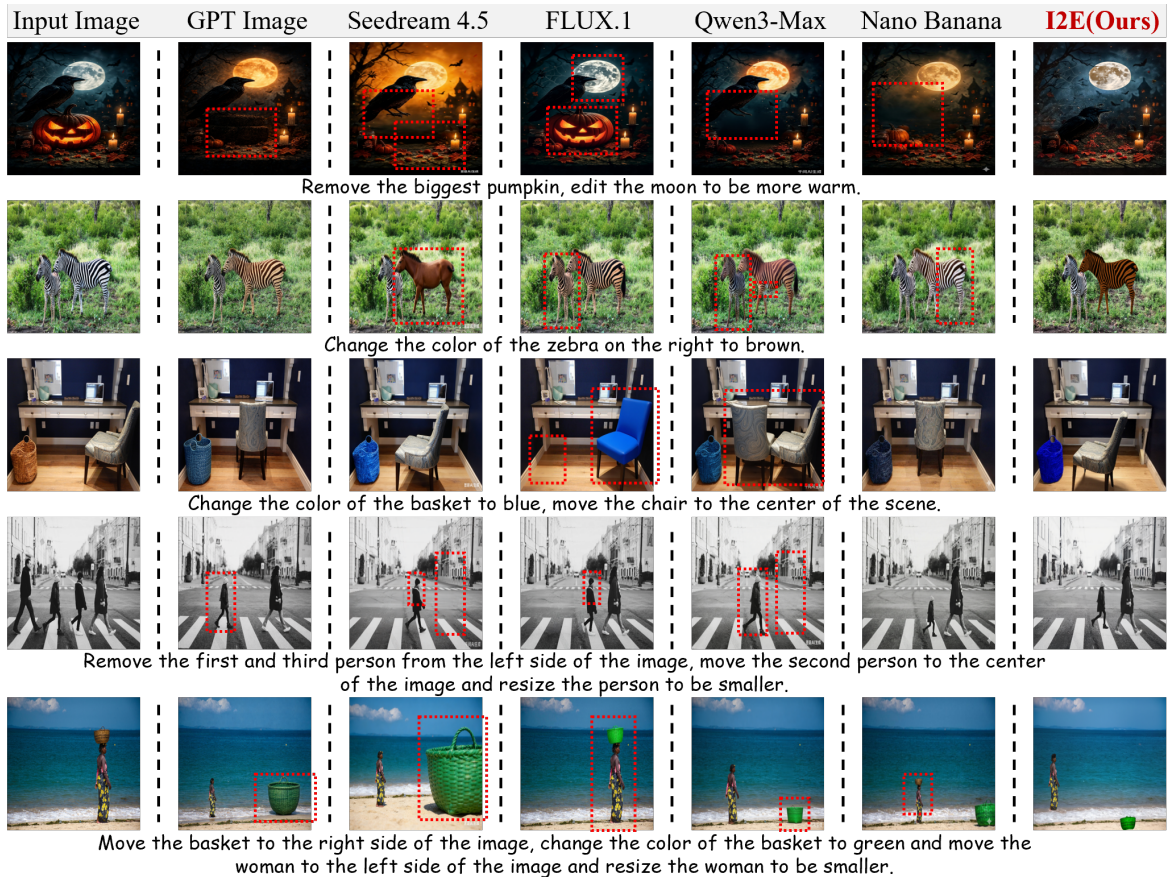 Input Image GPT Image Seedream 4.5 FLUX.1 Qwen3-Max Nano Banana I2E(Ours)
Remove the biggest pumpkin, edit the moon to be more warm.
Change the color of the zebra on the right to brown.
Change the color of the basket to blue, move the chair to the center of the scene.
Remove the first and third person from the left side of the image, move the second person to the center
of the image and resize the person to be smaller.
Move the basket to the right side of the image, change the color of the basket to green and move the
woman to the left side of the image and resize the woman to be smaller.